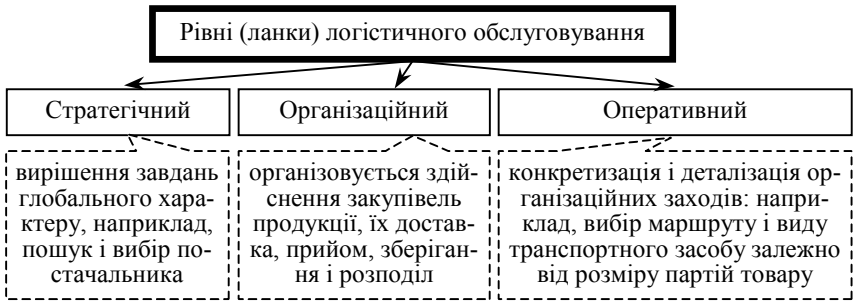 Рівні (ланки) логістичного обслуговування
Стратегічний
Організаційний
Оперативний
вирішення завдань
глобального харак-
теру, наприклад,
пошук і вибір по-
стачальника
організовується здій-
снення закупівель
продукції, їх достав-
ка, прийом, зберіган-
ня і розподіл
конкретизація і деталізація ор-
ганізаційних заходів: напри-
клад, вибір маршруту і виду
транспортного засобу залежно
від розміру партій товару